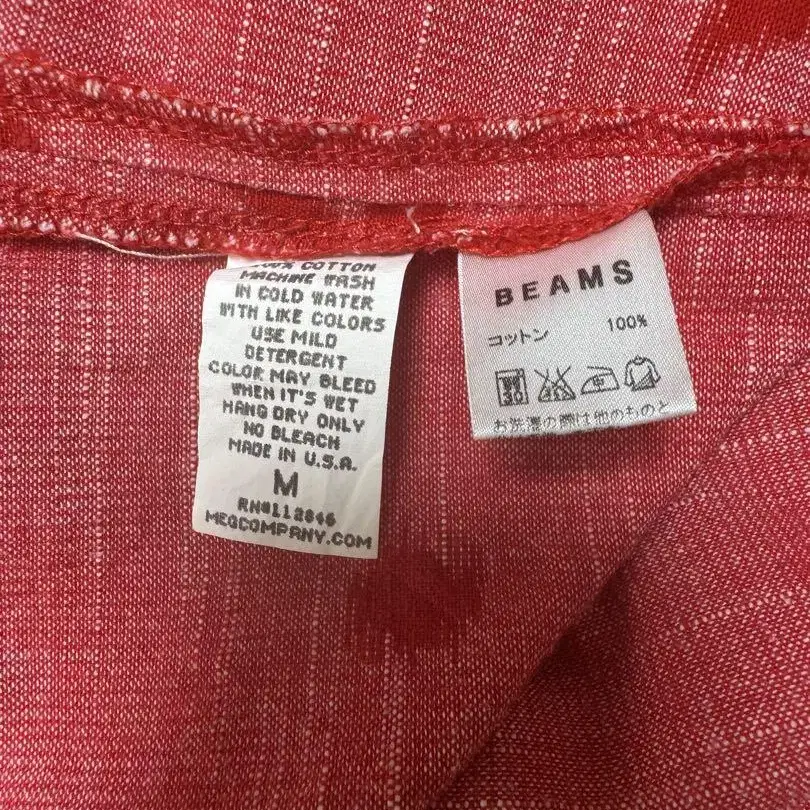 COTTON
MACHINE WASH
IN COLD WATER
WITH LIKE COLORS
USE MILD
DETERGENT
COLOR MAY BLEED
WHEN IT'S WET
HANG DRY ONLY
NO BLEACH
MADE IN U.S.A.
M
RN#112846
MEGCOMPANY.COM
BEAMS
コットン 100%
お洗濯の際は他のものと